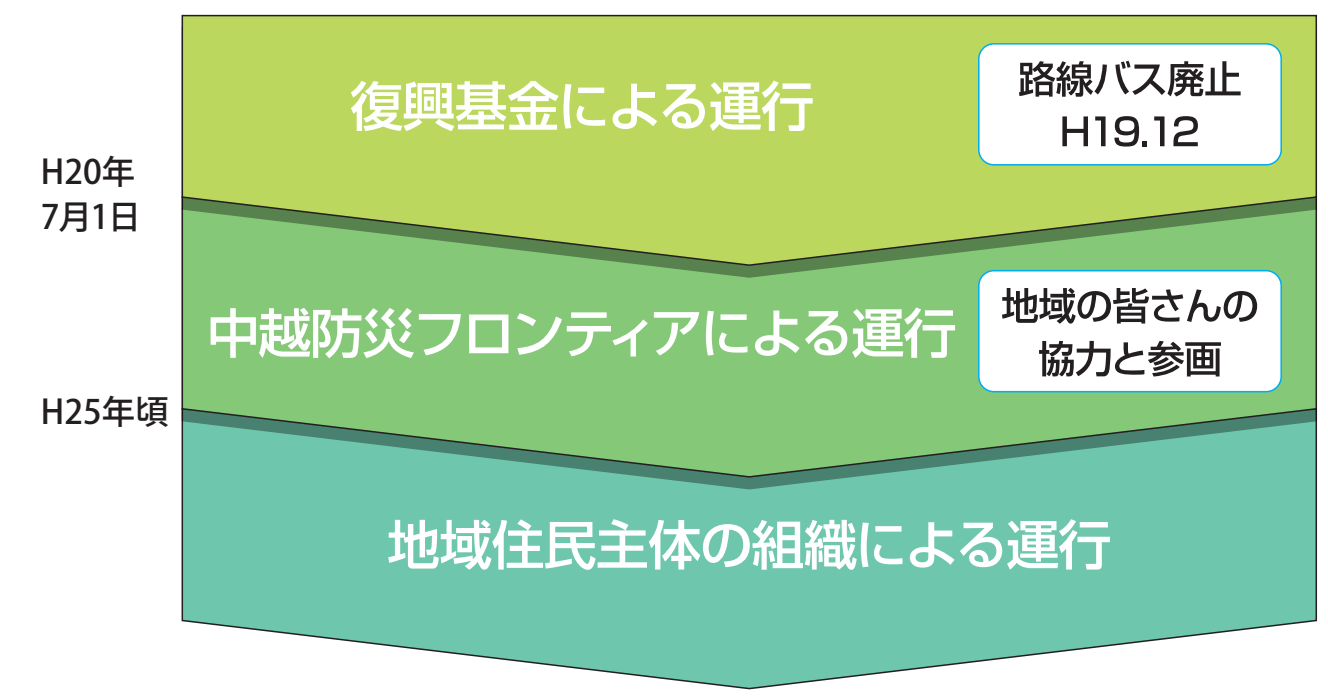 復興基金による運行
路線バス廃止
H19.12
H20年
7月1日
中越防災フロンティアによる運行
地域の皆さんの
協力と参画
H25年頃
地域住民主体の組織による運行